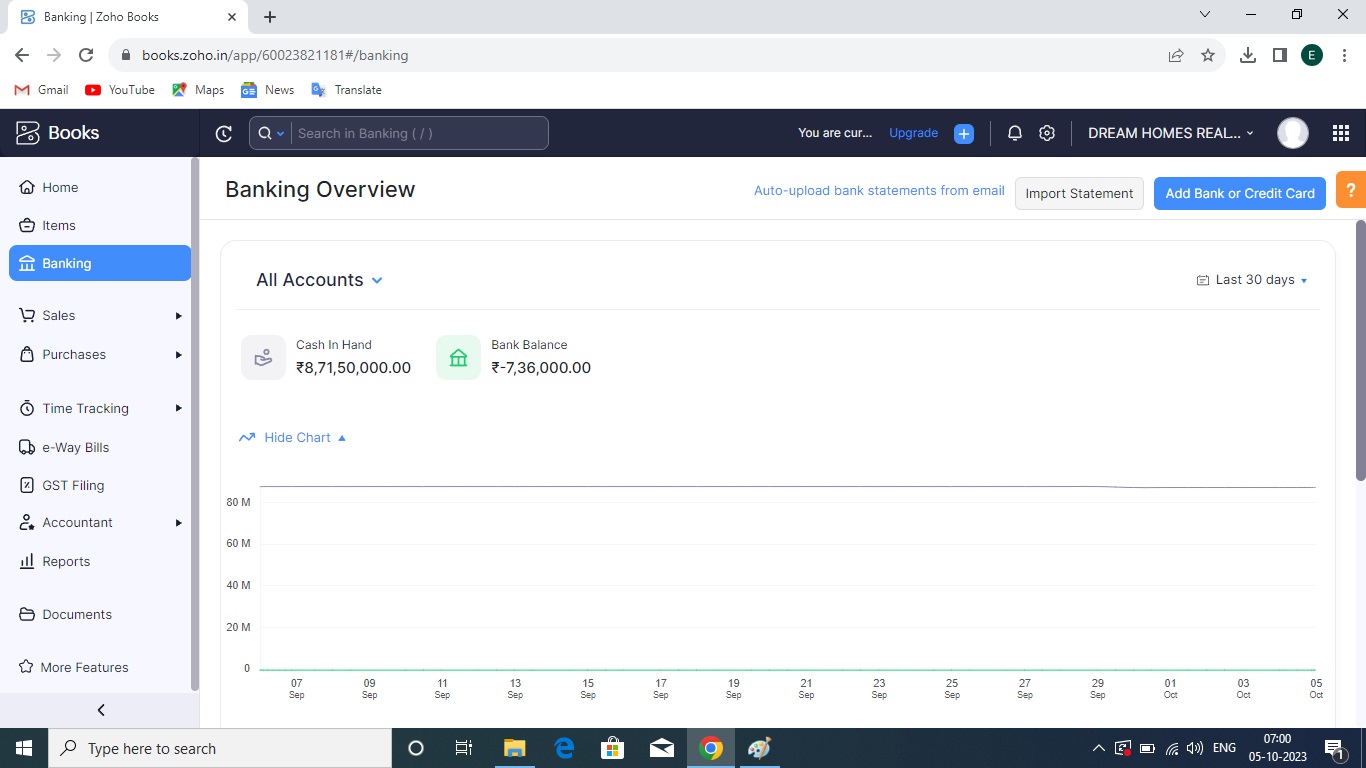 Banking | Zoho Books
books.zoho.in/app/60023821181#/banking
E
Gmail
YouTube
Maps
News
Translate
Books
Search in Banking ( / )
You are cur...
Upgrade
DREAM HOMES REAL...
Home
Items
Banking
Sales
Purchases
Time Tracking
e-Way Bills
GST Filing
Accountant
Reports
Documents
More Features
Banking Overview
Auto-upload bank statements from email
Import Statement
Add Bank or Credit Card
?
All Accounts
Last 30 days
Cash In Hand
₹8,71,50,000.00
Bank Balance
₹-7,36,000.00
Hide Chart
80 M
60 M
40 M
20 M
0
07 Sep
09 Sep
11 Sep
13 Sep
15 Sep
17 Sep
19 Sep
21 Sep
23 Sep
25 Sep
27 Sep
29 Sep
01 Oct
03 Oct
05 Oct
Type here to search
ENG
07:00
05-10-2023
1